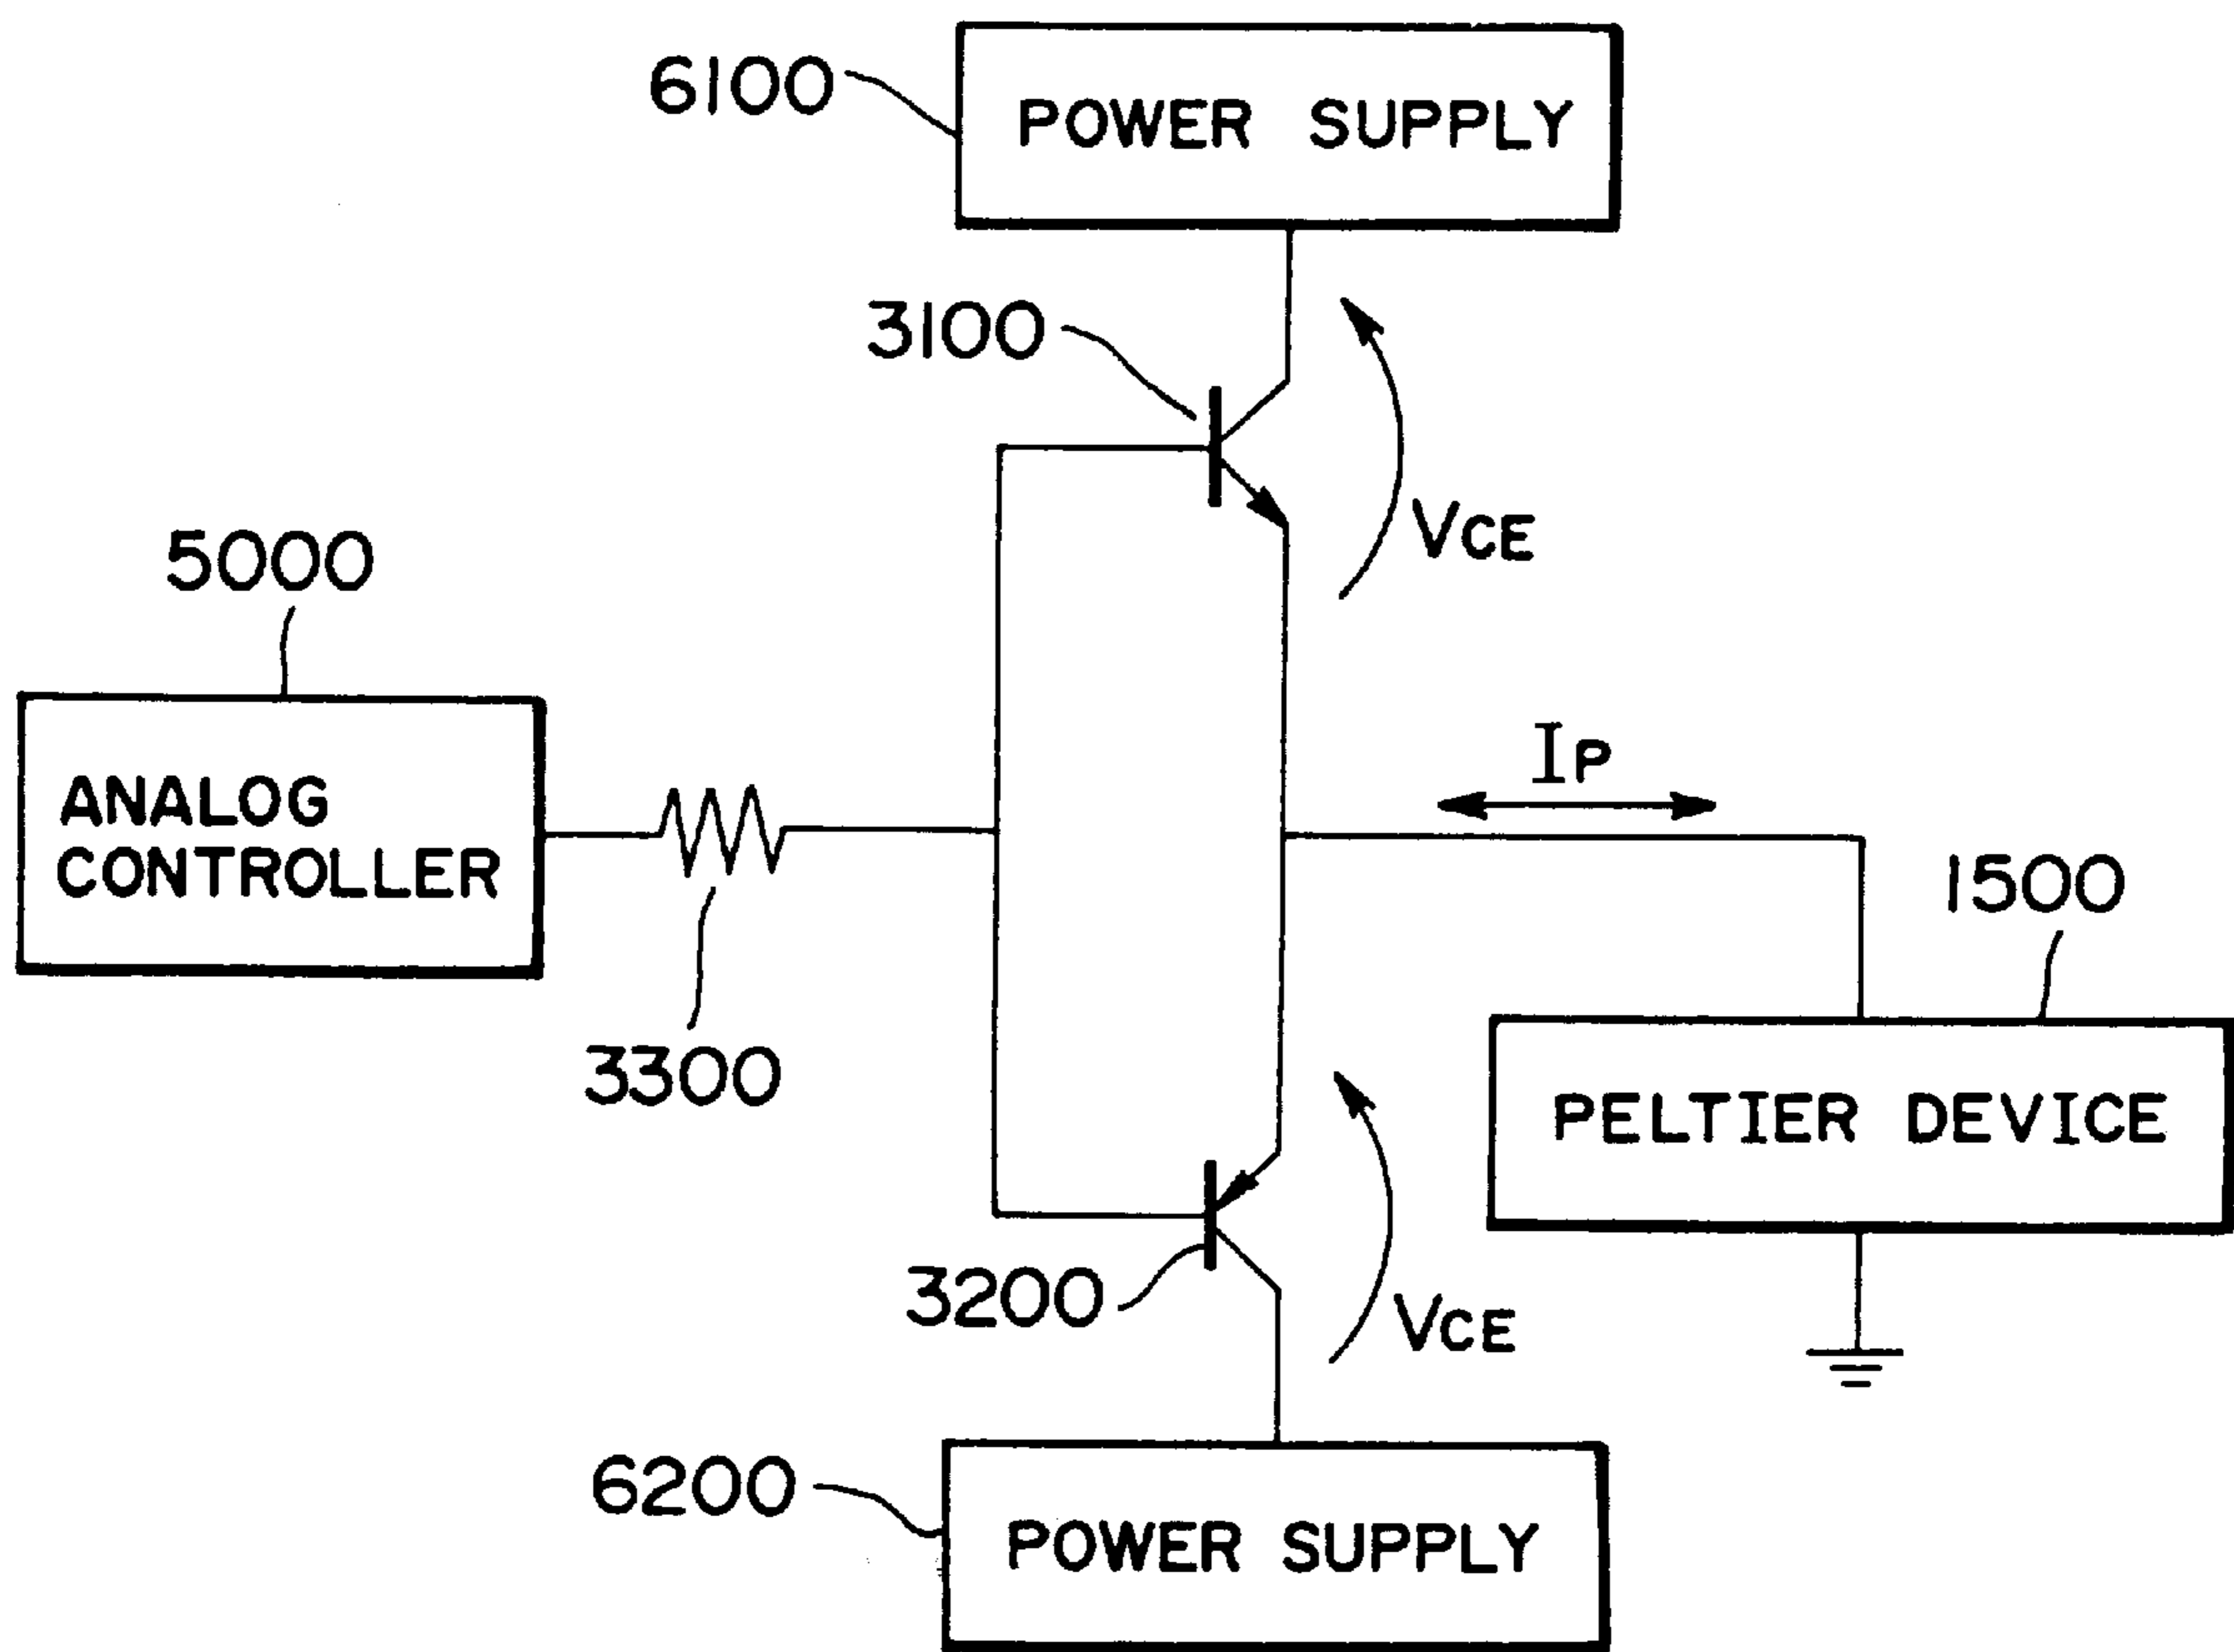 6100
POWER SUPPLY
3100
VCE
5000
ANALOG
CONTROLLER
IP
1500
3300
PELTIER DEVICE
3200
VCE
6200
POWER SUPPLY